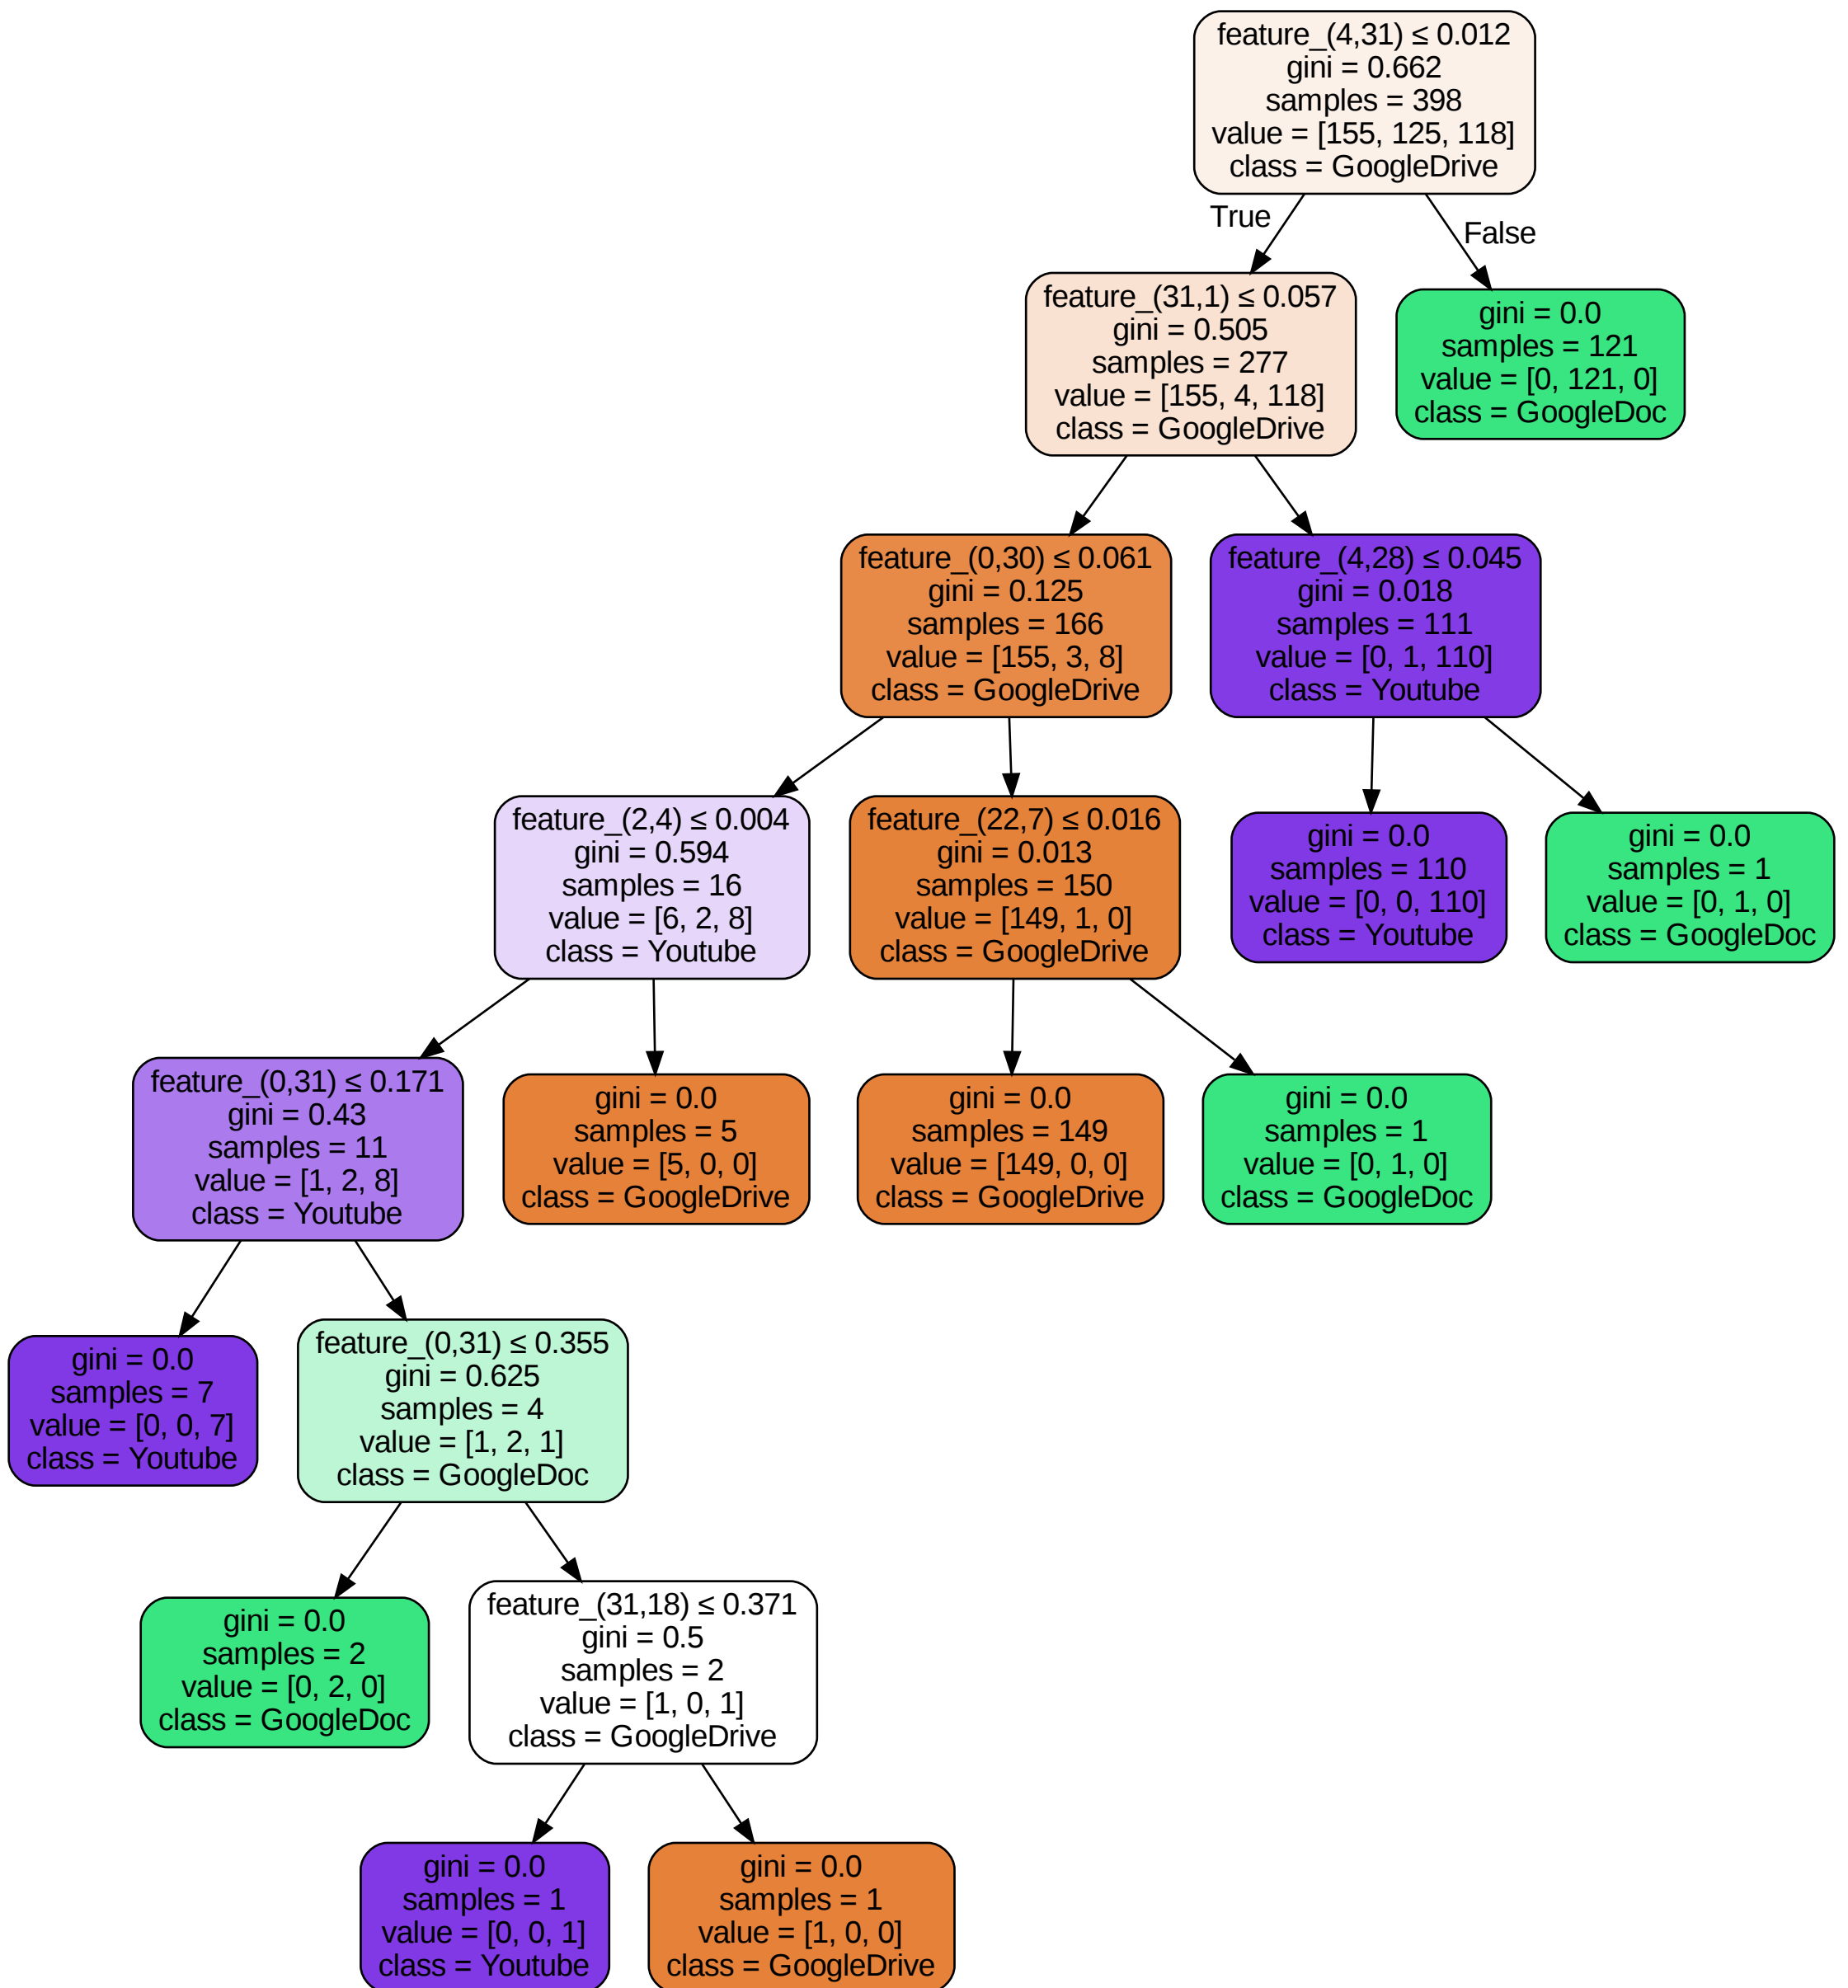 feature_(4,31) ≤ 0.012
gini = 0.662
samples = 398
value = [155, 125, 118]
class = GoogleDrive
True
False
feature_(31,1) ≤ 0.057
gini = 0.505
samples = 277
value = [155, 4, 118]
class = GoogleDrive
gini = 0.0
samples = 121
value = [0, 121, 0]
class = GoogleDoc
feature_(0,30) ≤ 0.061
gini = 0.125
samples = 166
value = [155, 3, 8]
class = GoogleDrive
feature_(4,28) ≤ 0.045
gini = 0.018
samples = 111
value = [0, 1, 110]
class = Youtube
feature_(2,4) ≤ 0.004
gini = 0.594
samples = 16
value = [6, 2, 8]
class = Youtube
feature_(22,7) ≤ 0.016
gini = 0.013
samples = 150
value = [149, 1, 0]
class = GoogleDrive
gini = 0.0
samples = 110
value = [0, 0, 110]
class = Youtube
gini = 0.0
samples = 1
value = [0, 1, 0]
class = GoogleDoc
feature_(0,31) ≤ 0.171
gini = 0.43
samples = 11
value = [1, 2, 8]
class = Youtube
gini = 0.0
samples = 5
value = [5, 0, 0]
class = GoogleDrive
gini = 0.0
samples = 149
value = [149, 0, 0]
class = GoogleDrive
gini = 0.0
samples = 1
value = [0, 1, 0]
class = GoogleDoc
gini = 0.0
samples = 7
value = [0, 0, 7]
class = Youtube
feature_(0,31) ≤ 0.355
gini = 0.625
samples = 4
value = [1, 2, 1]
class = GoogleDoc
gini = 0.0
samples = 2
value = [0, 2, 0]
class = GoogleDoc
feature_(31,18) ≤ 0.371
gini = 0.5
samples = 2
value = [1, 0, 1]
class = GoogleDrive
gini = 0.0
samples = 1
value = [0, 0, 1]
class = Youtube
gini = 0.0
samples = 1
value = [1, 0, 0]
class = GoogleDrive